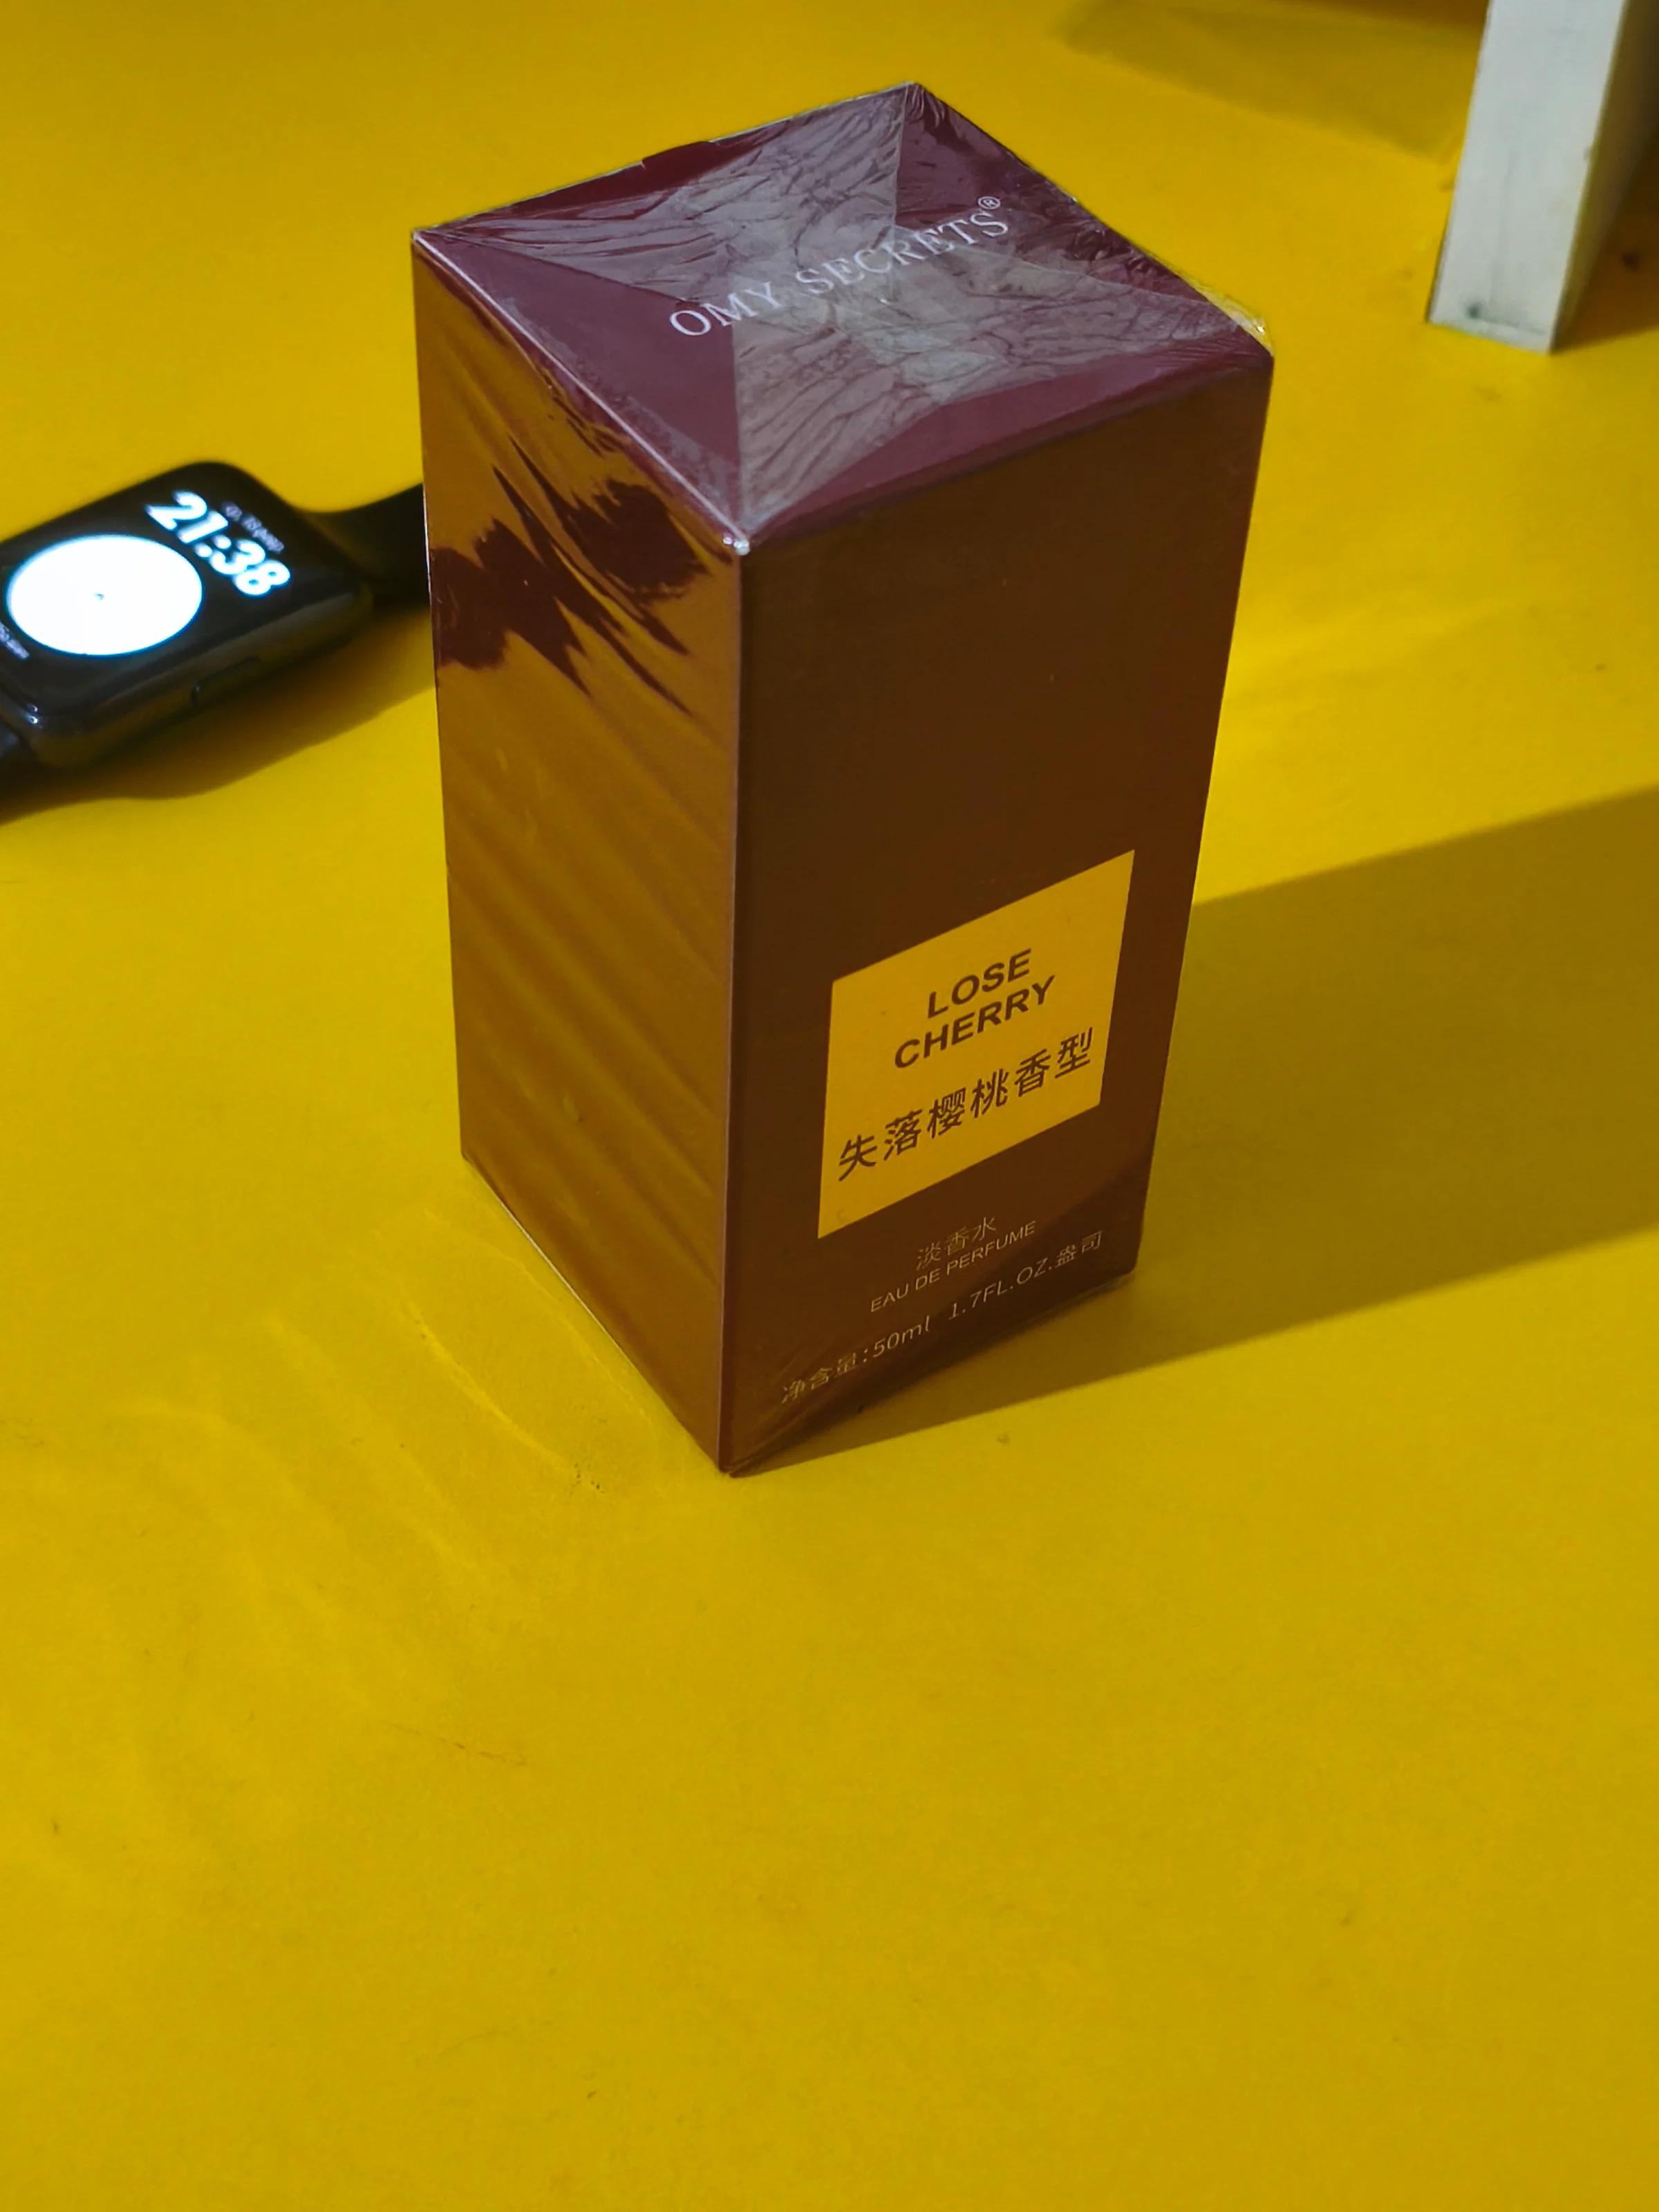 OMY SECRETS®
21:38
LOSE
CHERRY
失落樱桃香型
淡香水
EAU DE PERFUME
净含量:50ml 1.7FL.OZ.盎司